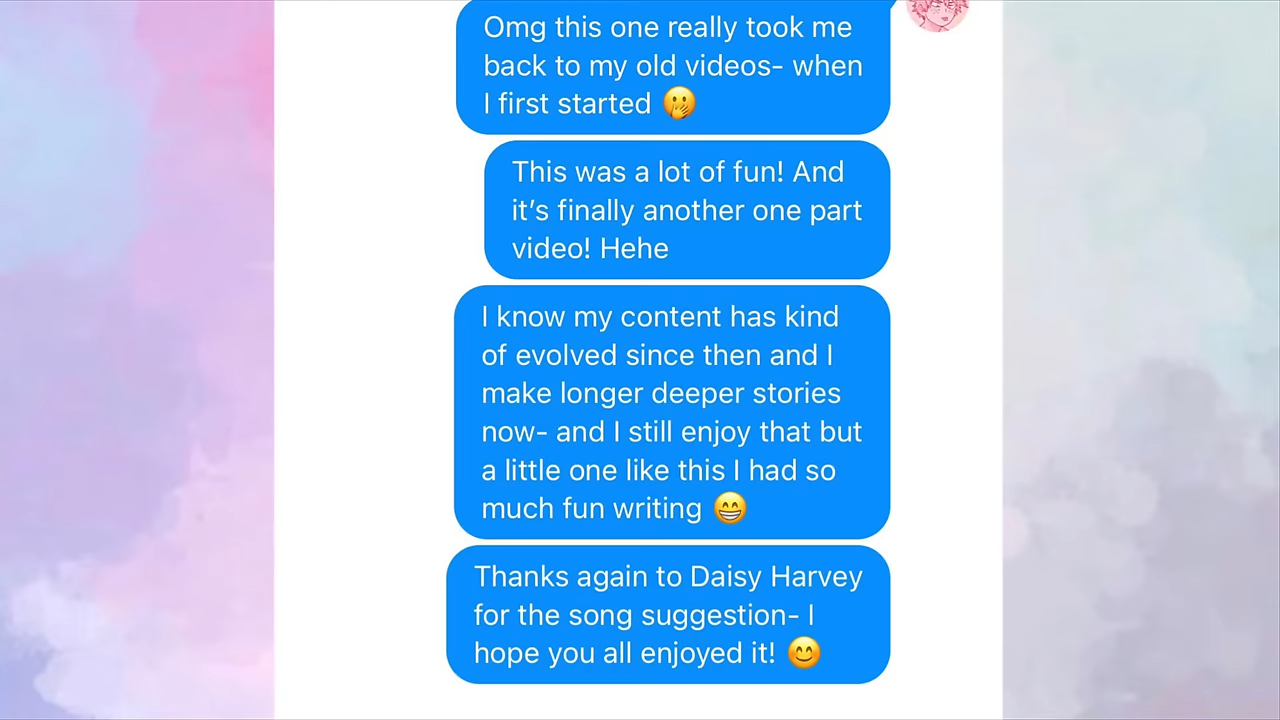 Omg this one really took me
back to my old videos- when
I first started 🫢
This was a lot of fun! And
it’s finally another one part
video! Hehe
I know my content has kind
of evolved since then and I
make longer deeper stories
now- and I still enjoy that but
a little one like this I had so
much fun writing 😁
Thanks again to Daisy Harvey
for the song suggestion- I
hope you all enjoyed it! 😊